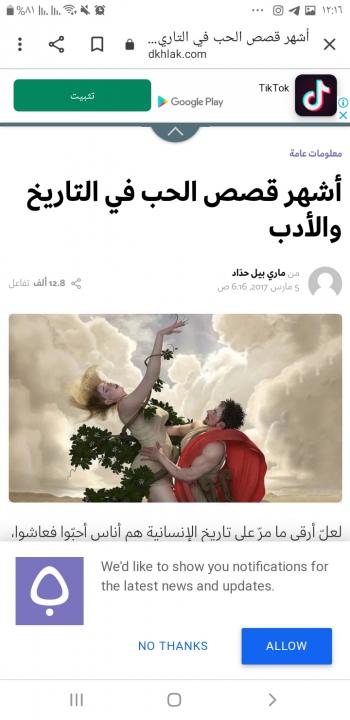 ١٢:١٦
%٨١
أشهر قصص الحب في التاري...
dkhlak.com
TikTok
Google Play
تثبيت
معلومات عامة
أشهر قصص الحب في التاريخ
والأدب
من ماري بيل حدّاد
5 مارس 2017, 6:16 ص
12.8 ألف تفاعل
لعلّ أرقى ما مرّ على تاريخ الإنسانية هم أناس أحبّوا فعاشوا،
We'd like to show you notifications for
the latest news and updates.
NO THANKS
ALLOW